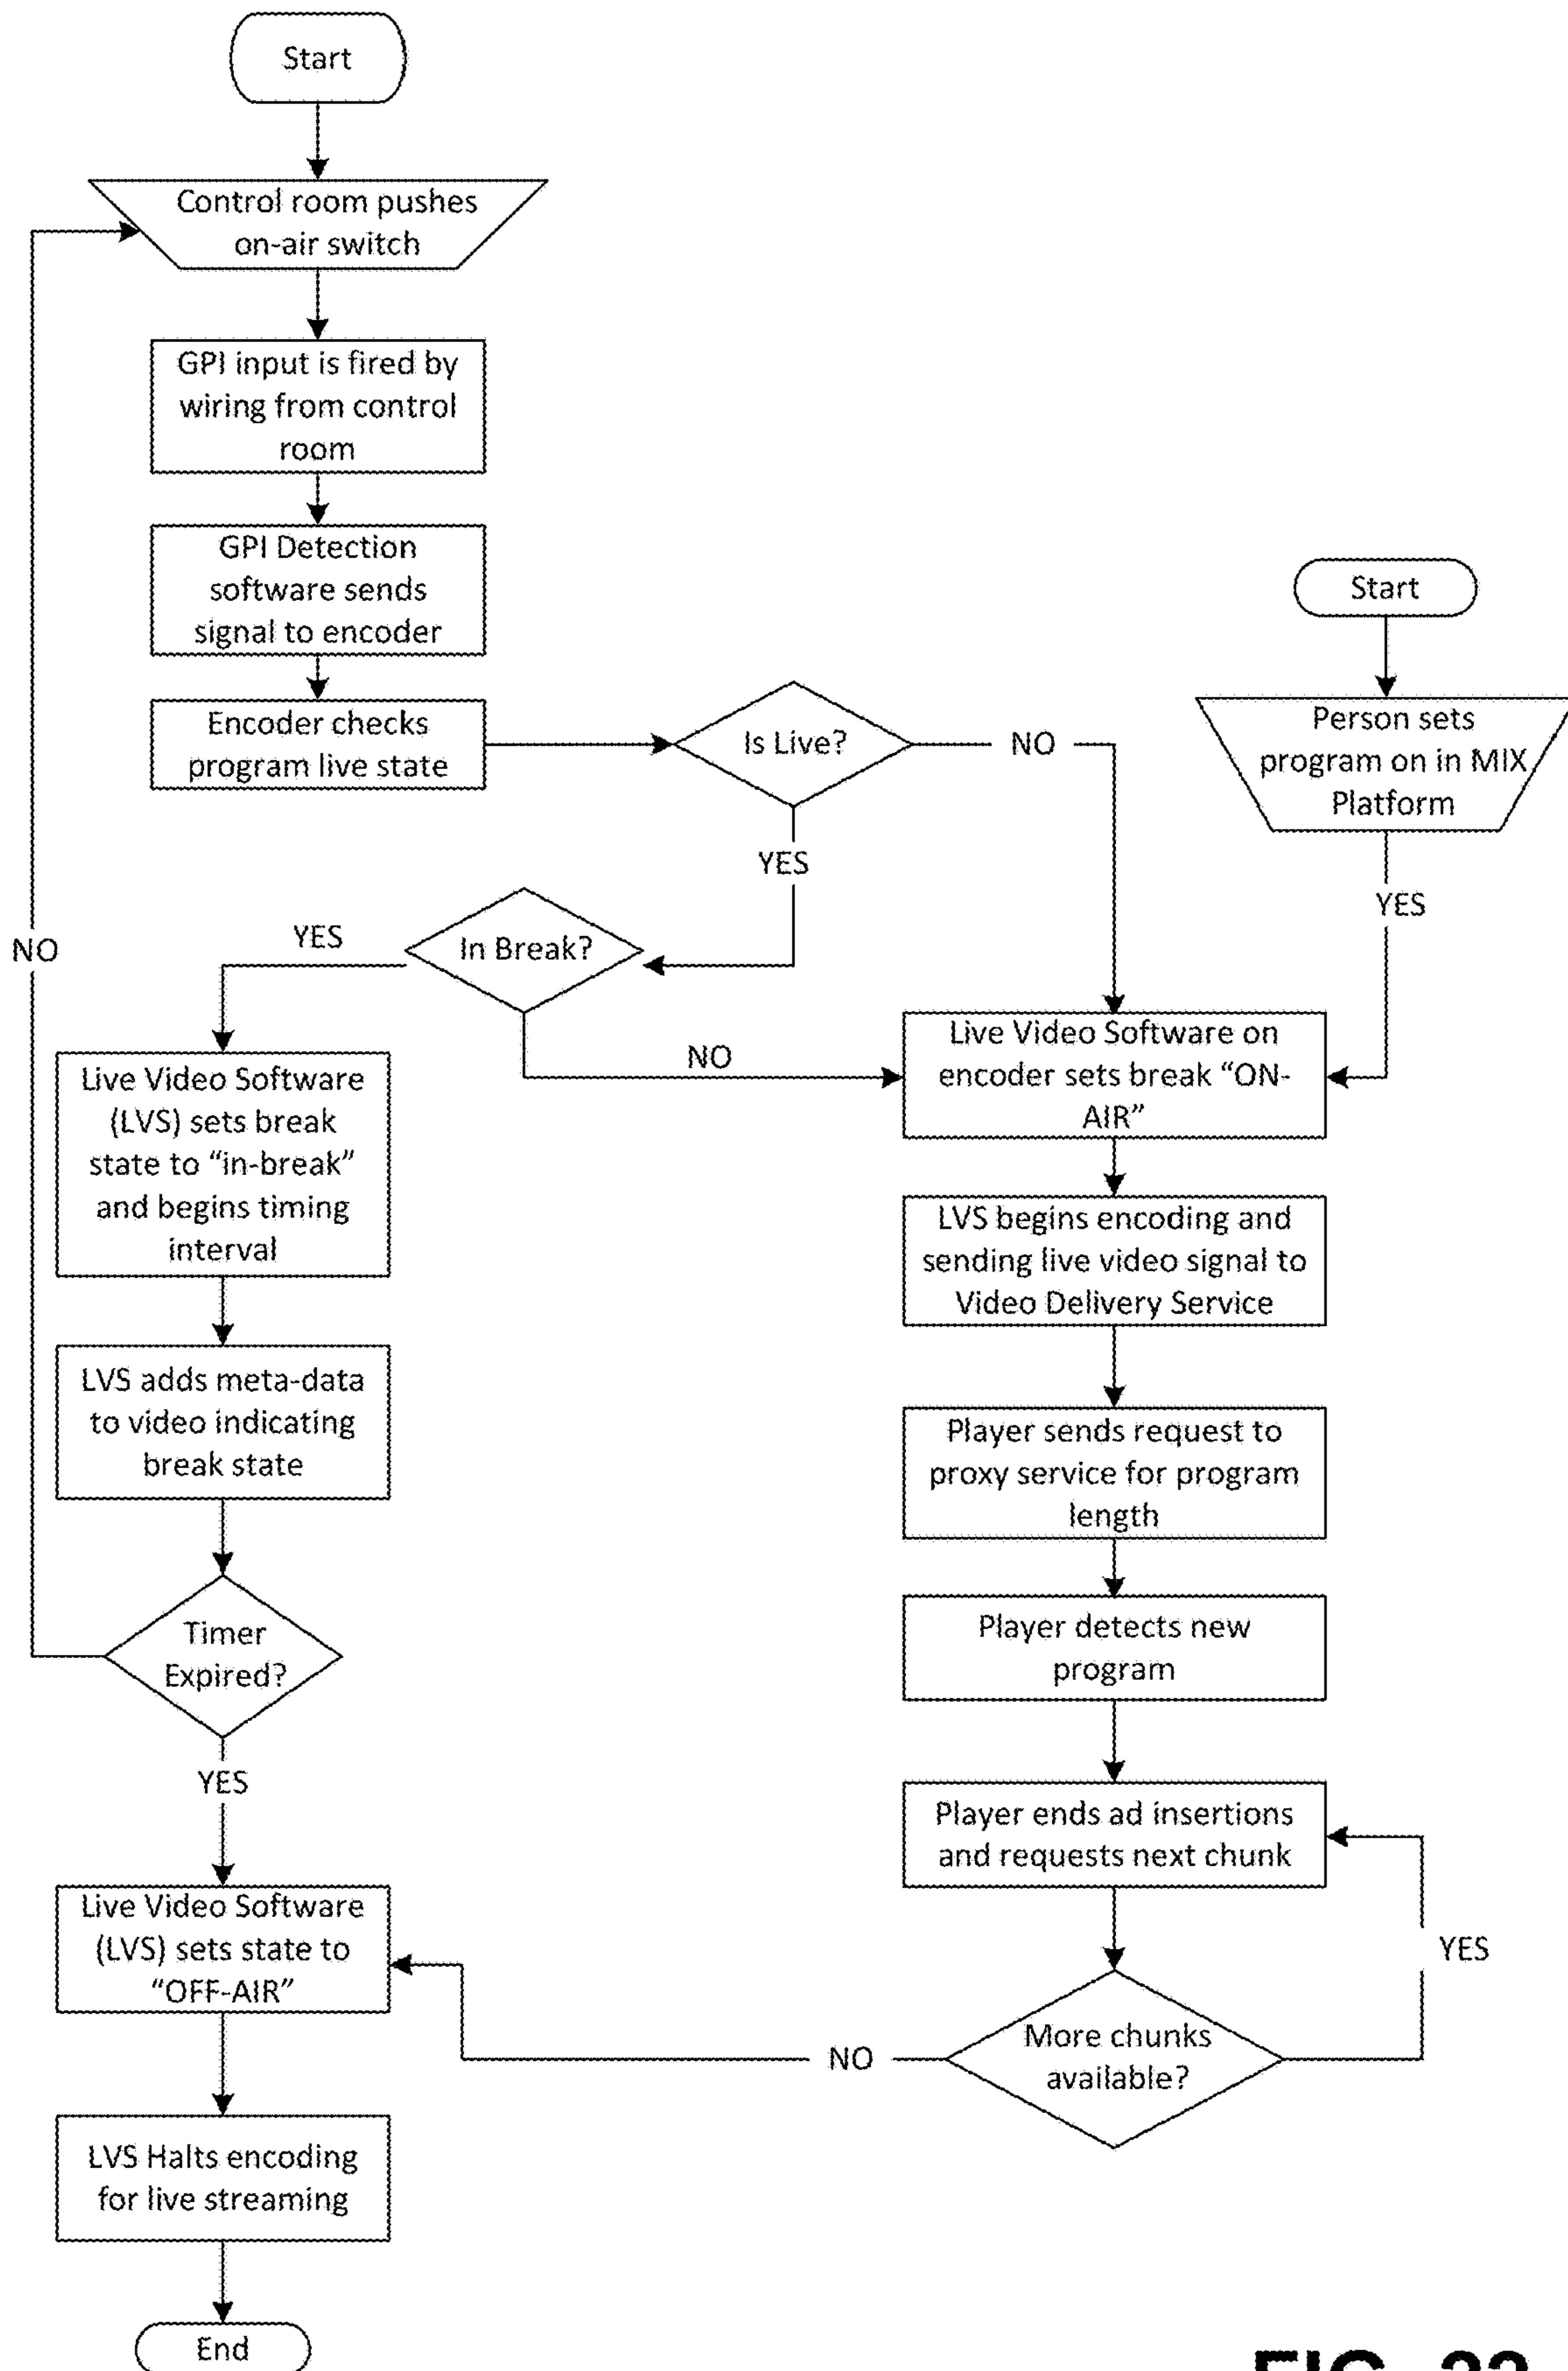 Start
Control room pushes
on-air switch
GPI input is fired by
wiring from control
room
GPI Detection
software sends
signal to encoder
Encoder checks
program live state
Is Live?
NO
YES
Start
Person sets
program on in MIX
Platform
YES
In Break?
YES
NO
NO
Live Video Software
(LVS) sets break
state to “in-break”
and begins timing
interval
LVS adds meta-data
to video indicating
break state
Timer
Expired?
YES
Live Video Software
(LVS) sets state to
“OFF-AIR”
LVS Halts encoding
for live streaming
End
Live Video Software on
encoder sets break “ON-
AIR”
LVS begins encoding and
sending live video signal to
Video Delivery Service
Player sends request to
proxy service for program
length
Player detects new
program
Player ends ad insertions
and requests next chunk
YES
More chunks
available?
NO